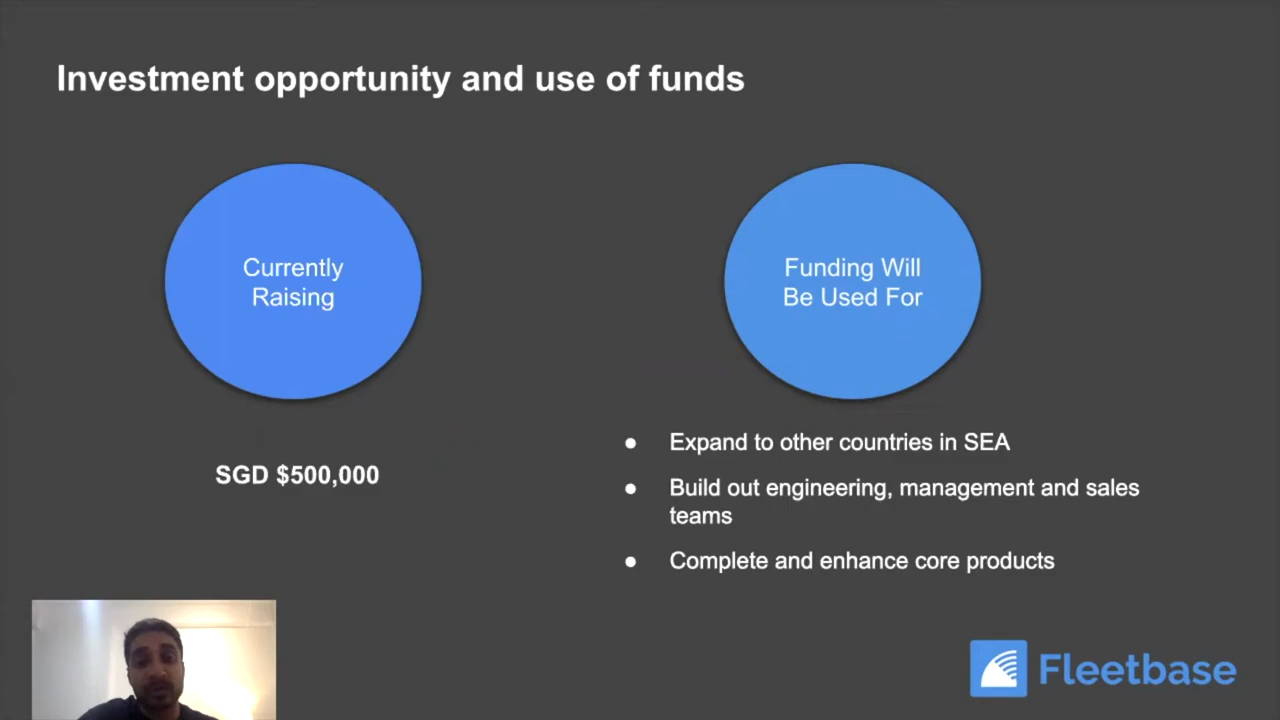 Investment opportunity and use of funds
Currently
Raising
SGD $500,000
Funding Will
Be Used For
● Expand to other countries in SEA
● Build out engineering, management and sales
teams
● Complete and enhance core products
Fleetbase